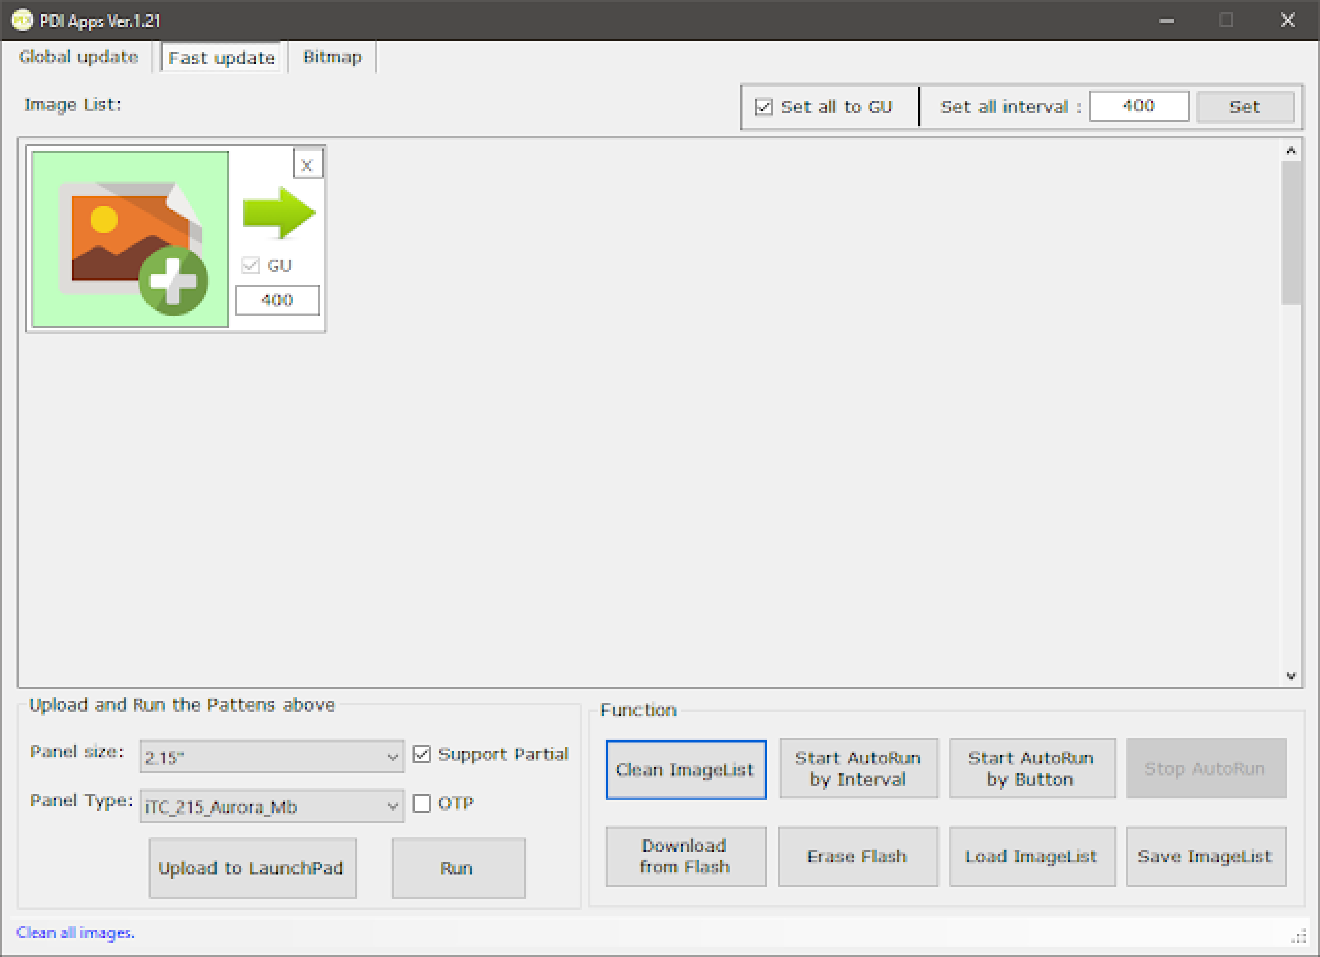 PDI Apps Ver.1.21
Global update
Fast update
Bitmap
Image List:
Set all to GU
Set all interval :
400
Set
X
GU
400
Upload and Run the Pattens above
Panel size:
2.15"
Support Partial
Panel Type:
iTC_215_Aurora_Mb
OTP
Upload to LaunchPad
Run
Function
Clean ImageList
Start AutoRun
by Interval
Start AutoRun
by Button
Stop AutoRun
Download
from Flash
Erase Flash
Load ImageList
Save ImageList
Clean all images.